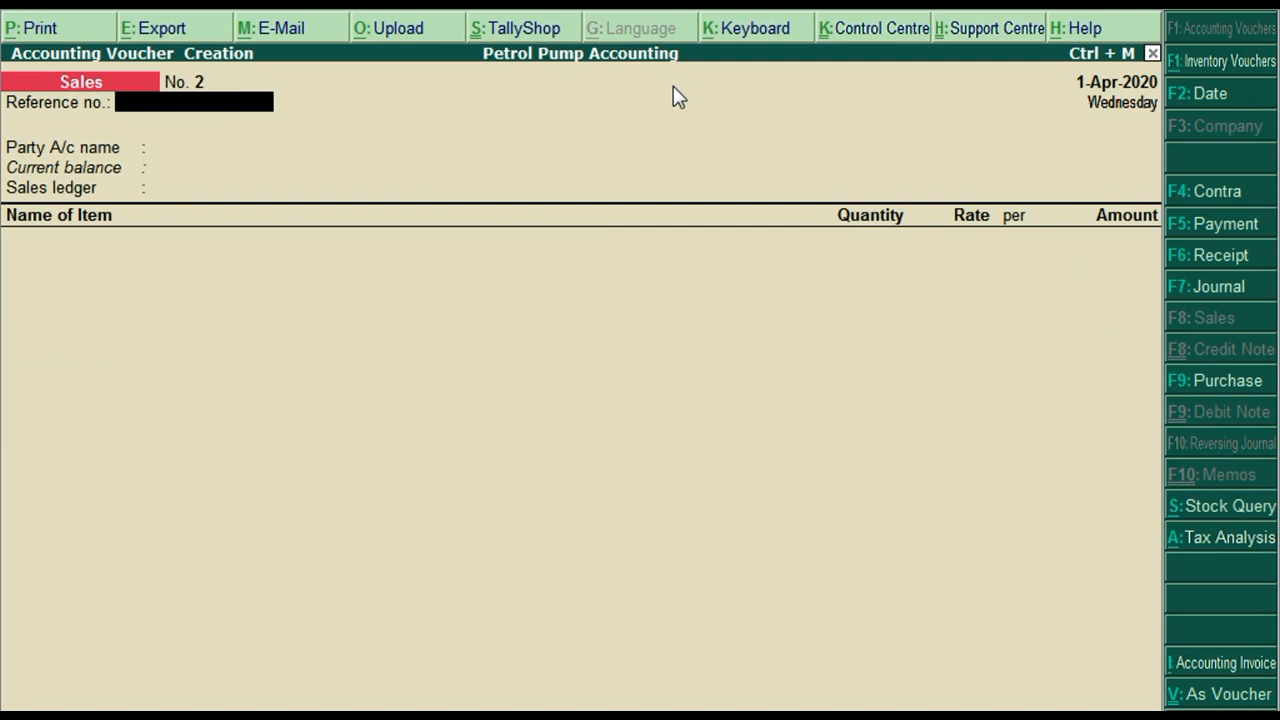 P: Print E: Export M: E-Mail O: Upload S: TallyShop G: Language K: Keyboard K: Control Centre H: Support Centre H: Help
Accounting Voucher Creation Petrol Pump Accounting Ctrl + M
Sales No. 2 1-Apr-2020
Reference no.: Wednesday
Party A/c name :
Current balance :
Sales ledger :
Name of Item Quantity Rate per Amount
F1: Accounting Vouchers
F1: Inventory Vouchers
F2: Date
F3: Company
F4: Contra
F5: Payment
F6: Receipt
F7: Journal
F8: Sales
F8: Credit Note
F9: Purchase
F9: Debit Note
F10: Reversing Journal
F10: Memos
S: Stock Query
A: Tax Analysis
I: Accounting Invoice
V: As Voucher